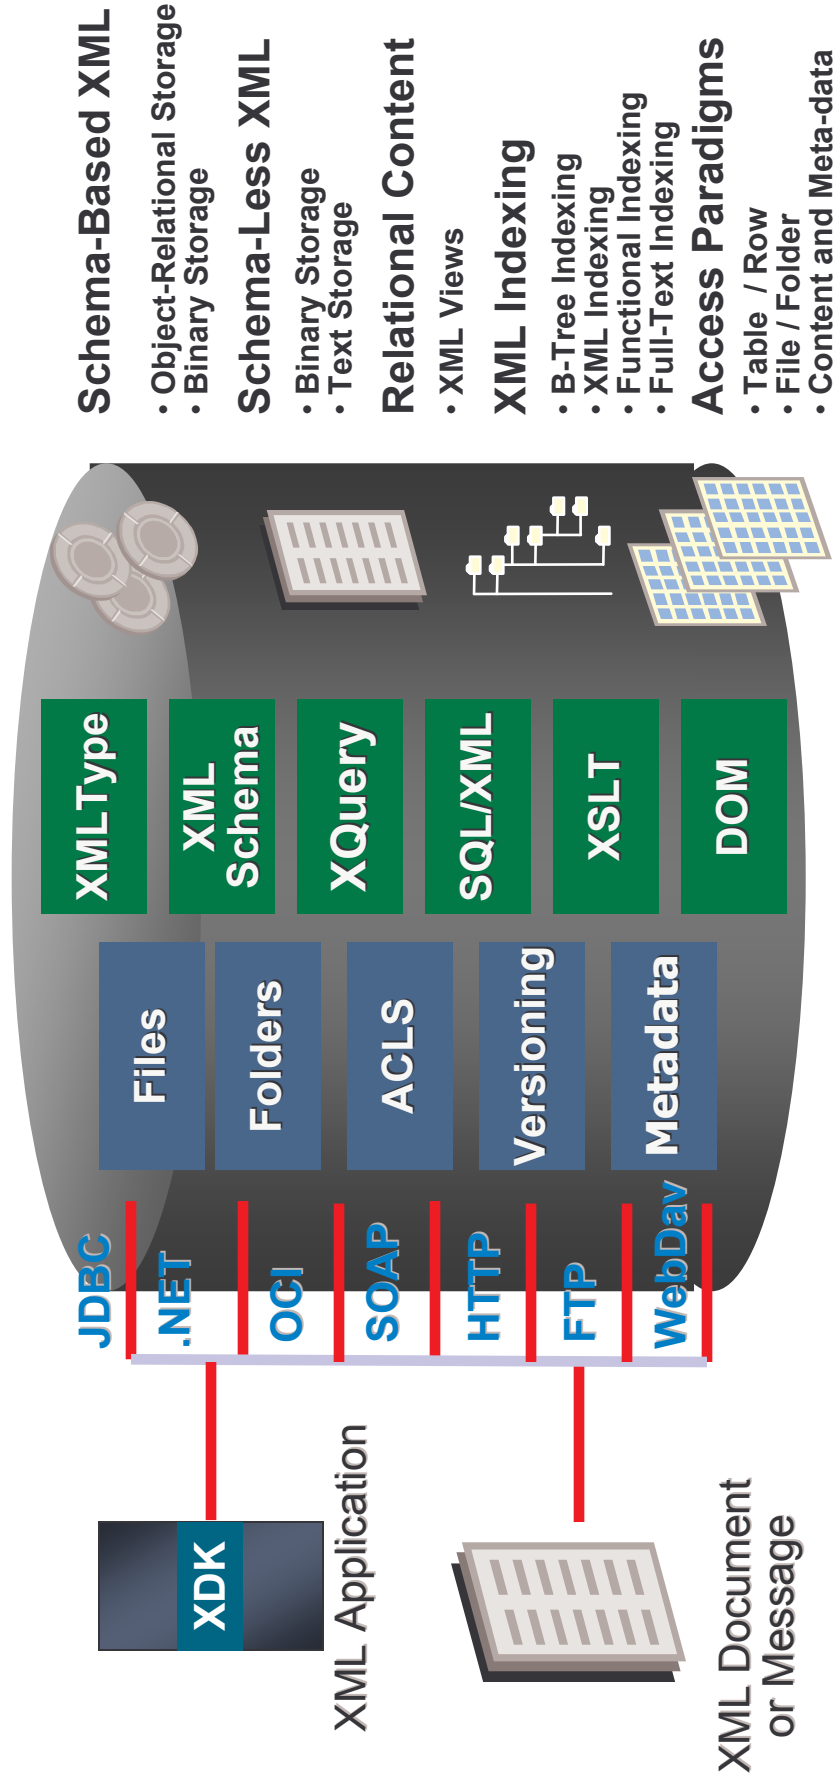 XDK
XML Application
XML Document
or Message
JDBC
.NET
OCI
SOAP
HTTP
FTP
WebDav
Files
Folders
ACLS
Versioning
Metadata
XMLType
XML
Schema
XQuery
SQL/XML
XSLT
DOM
Schema-Based XML
• Object-Relational Storage
• Binary Storage
Schema-Less XML
• Binary Storage
• Text Storage
Relational Content
• XML Views
XML Indexing
• B-Tree Indexing
• XML Indexing
• Functional Indexing
• Full-Text Indexing
Access Paradigms
• Table / Row
• File / Folder
• Content and Meta-data